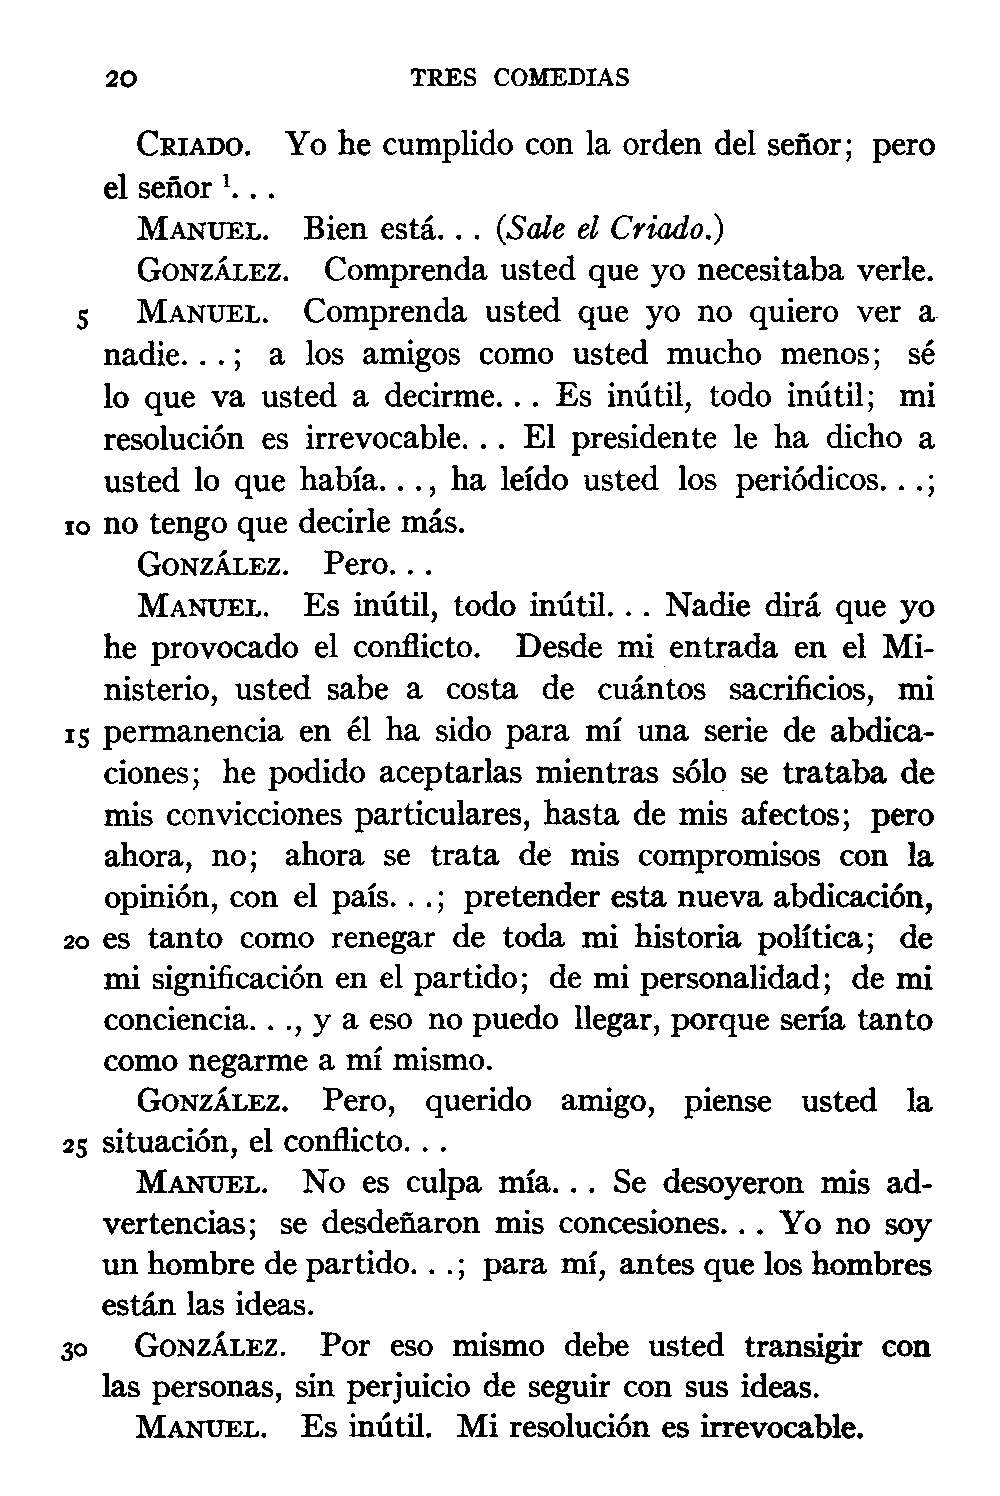 20 TRES COMEDIAS
CRIADO. Yo he cumplido con la orden del señor; pero
el señor ¹. . .
MANUEL. Bien está. . . (Sale el Criado.)
GONZÁLEZ. Comprenda usted que yo necesitaba verle.
5 MANUEL. Comprenda usted que yo no quiero ver a
nadie. . .; a los amigos como usted mucho menos; sé
lo que va usted a decirme. . . Es inútil, todo inútil; mi
resolución es irrevocable. . . El presidente le ha dicho a
usted lo que había. . ., ha leído usted los periódicos. . .;
10 no tengo que decirle más.
GONZÁLEZ. Pero. . .
MANUEL. Es inútil, todo inútil. . . Nadie dirá que yo
he provocado el conflicto. Desde mi entrada en el Mi-
nisterio, usted sabe a costa de cuántos sacrificios, mi
15 permanencia en él ha sido para mí una serie de abdica-
ciones; he podido aceptarlas mientras sólo se trataba de
mis convicciones particulares, hasta de mis afectos; pero
ahora, no; ahora se trata de mis compromisos con la
opinión, con el país. . .; pretender esta nueva abdicación,
20 es tanto como renegar de toda mi historia política; de
mi significación en el partido; de mi personalidad; de mi
conciencia. . ., y a eso no puedo llegar, porque sería tanto
como negarme a mí mismo.
GONZÁLEZ. Pero, querido amigo, piense usted la
25 situación, el conflicto. . .
MANUEL. No es culpa mía. . . Se desoyeron mis ad-
vertencias; se desdeñaron mis concesiones. . . Yo no soy
un hombre de partido. . .; para mí, antes que los hombres
están las ideas.
30 GONZÁLEZ. Por eso mismo debe usted transigir con
las personas, sin perjuicio de seguir con sus ideas.
MANUEL. Es inútil. Mi resolución es irrevocable.